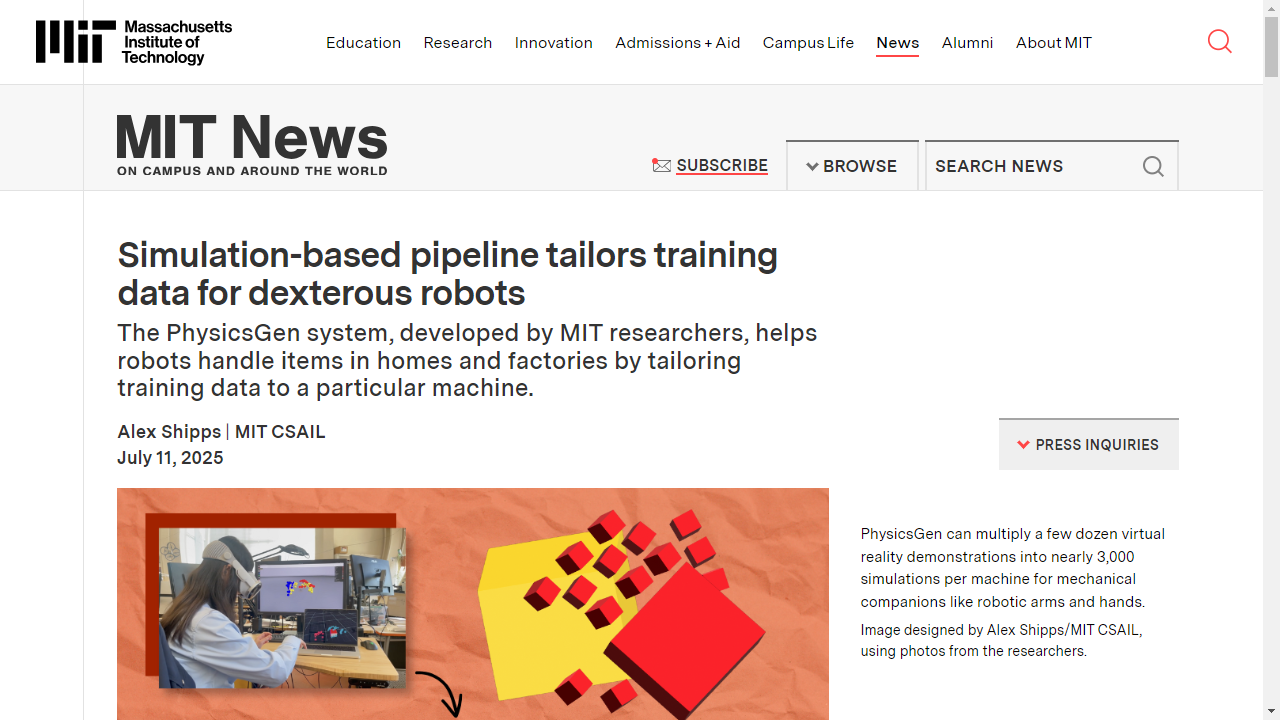 Massachusetts
Institute of
Technology
Education
Research
Innovation
Admissions + Aid
Campus Life
News
Alumni
About MIT
MIT News
ON CAMPUS AND AROUND THE WORLD
SUBSCRIBE
BROWSE
SEARCH NEWS
Simulation-based pipeline tailors training
data for dexterous robots
The PhysicsGen system, developed by MIT researchers, helps
robots handle items in homes and factories by tailoring
training data to a particular machine.
Alex Shipps | MIT CSAIL
July 11, 2025
PRESS INQUIRIES
PhysicsGen can multiply a few dozen virtual
reality demonstrations into nearly 3,000
simulations per machine for mechanical
companions like robotic arms and hands.
Image designed by Alex Shipps/MIT CSAIL,
using photos from the researchers.